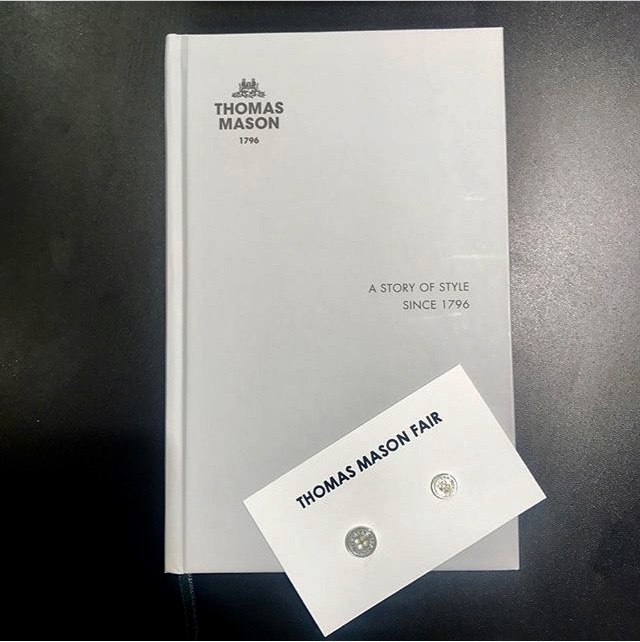 THOMAS
MASON
1796
A STORY OF STYLE
SINCE 1796
THOMAS MASON FAIR